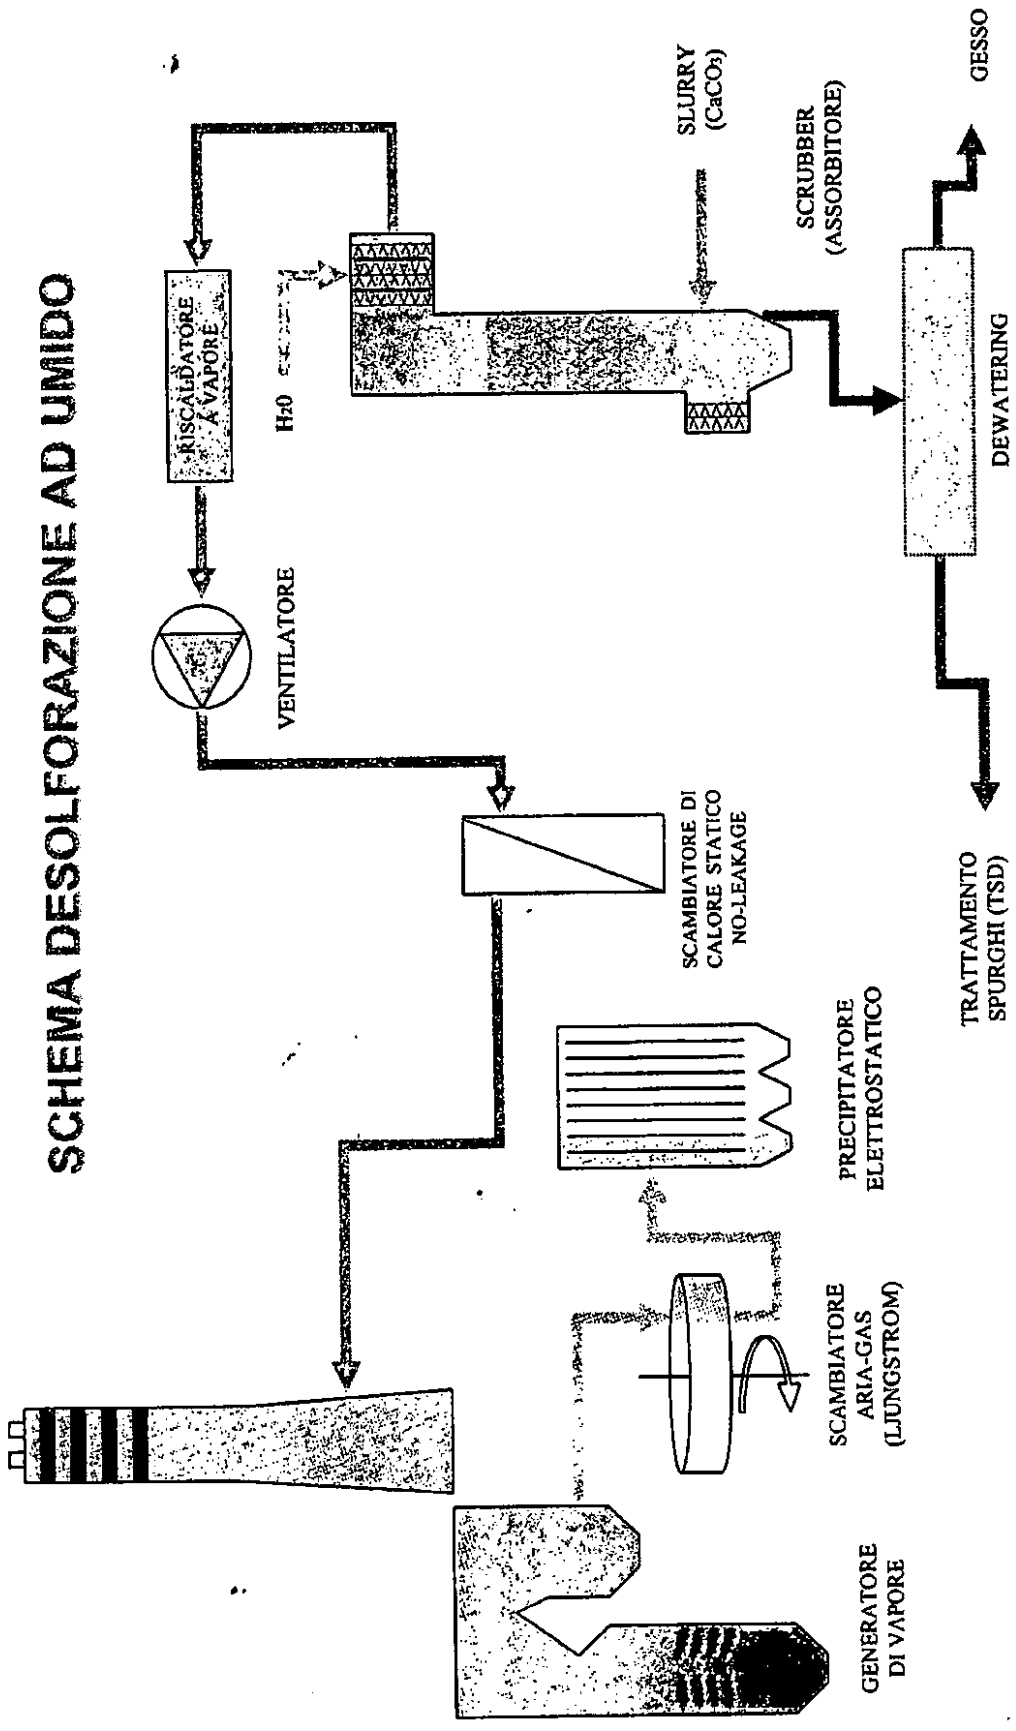 SCHEMA DESOLFORAZIONE AD UMIDO
RISCALDATORE
A VAPORE
VENTILATORE
H20
SLURRY
(CaCO3)
SCRUBBER
(ASSORBITORE)
SCAMBIATORE DI
CALORE STATICO
NO-LEAKAGE
GENERATORE
DI VAPORE
SCAMBIATORE
ARIA-GAS
(LJUNGSTROM)
PRECIPITATORE
ELETTROSTATICO
TRATTAMENTO
SPURGHI (TSD)
DEWATERING
GESSO